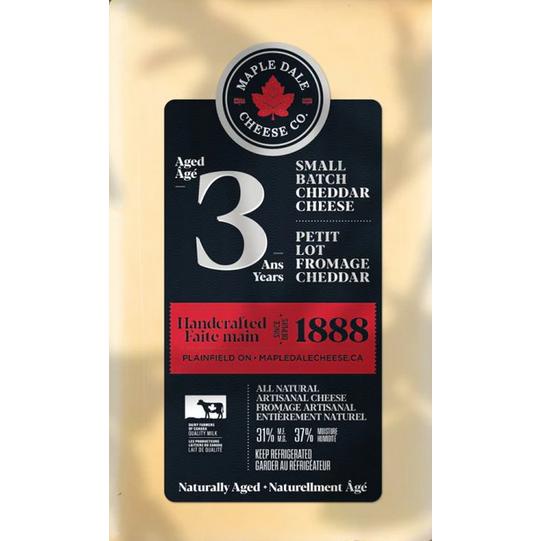 MAPLE DALE
CHEESE CO.
Aged
Âgé
3
Ans
Years
SMALL
BATCH
CHEDDAR
CHEESE
PETIT
LOT
FROMAGE
CHEDDAR
Handcrafted
Faite main
SINCE
DEPUIS
1888
PLAINFIELD ON • MAPLEDALECHEESE.CA
ALL NATURAL
ARTISANAL CHEESE
FROMAGE ARTISANAL
ENTIÈREMENT NATUREL
31% M.F. M.G. 37% MOISTURE HUMIDITÉ
KEEP REFRIGERATED
GARDER AU RÉFRIGÉATEUR
DAIRY FARMERS
OF CANADA
QUALITY MILK
LES PRODUCTEURS
LAITIERS DU CANADA
LAIT DE QUALITÉ
Naturally Aged • Naturellment Âgé